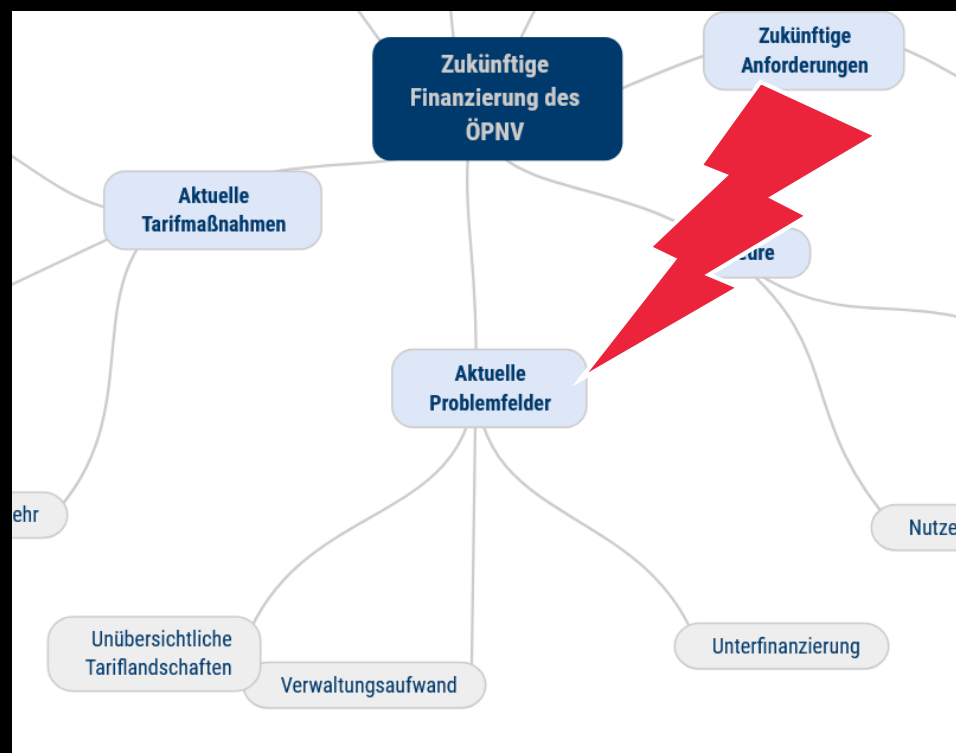 Zukünftige
Finanzierung des
ÖPNV
Zukünftige
Anforderungen
Aktuelle
Tarifmaßnahmen
Aktuelle
Problemfelder
Unübersichtliche
Tariflandschaften
Verwaltungsaufwand
Unterfinanzierung